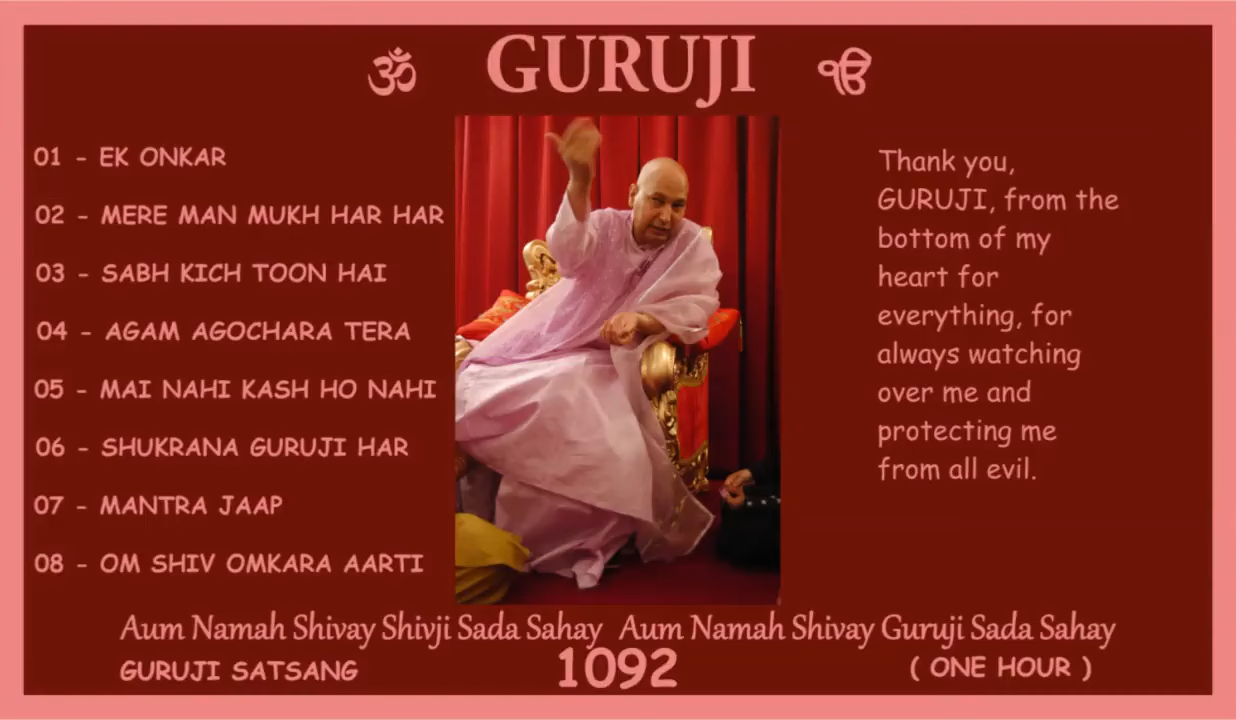 ॐ GURUJI ੴ
01 - EK ONKAR
02 - MERE MAN MUKH HAR HAR
03 - SABH KICH TOON HAI
04 - AGAM AGOCHARA TERA
05 - MAI NAHI KASH HO NAHI
06 - SHUKRANA GURUJI HAR
07 - MANTRA JAAP
08 - OM SHIV OMKARA AARTI
Thank you,
GURUJI, from the
bottom of my
heart for
everything, for
always watching
over me and
protecting me
from all evil.
Aum Namah Shivay Shivji Sada Sahay Aum Namah Shivay Guruji Sada Sahay
GURUJI SATSANG 1092 ( ONE HOUR )